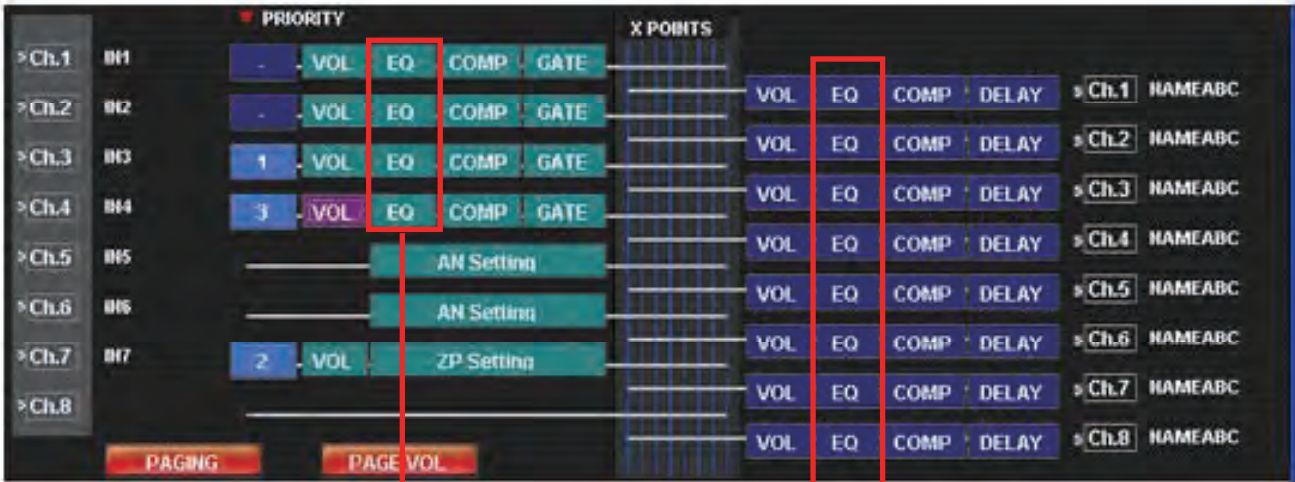 PRIORITY
X POINTS
Ch.1 IN1 - VOL EQ COMP GATE
VOL EQ COMP DELAY Ch.1 NAMEABC
Ch.2 IN2 - VOL EQ COMP GATE
VOL EQ COMP DELAY Ch.2 NAMEABC
Ch.3 IN3 1 VOL EQ COMP GATE
VOL EQ COMP DELAY Ch.3 NAMEABC
Ch.4 IN4 3 VOL EQ COMP GATE
VOL EQ COMP DELAY Ch.4 NAMEABC
Ch.5 IN5 AN Setting
VOL EQ COMP DELAY Ch.5 NAMEABC
Ch.6 IN6 AN Setting
VOL EQ COMP DELAY Ch.6 NAMEABC
Ch.7 IN7 2 VOL ZP Setting
VOL EQ COMP DELAY Ch.7 NAMEABC
Ch.8
VOL EQ COMP DELAY Ch.8 NAMEABC
PAGING PAGE VOL